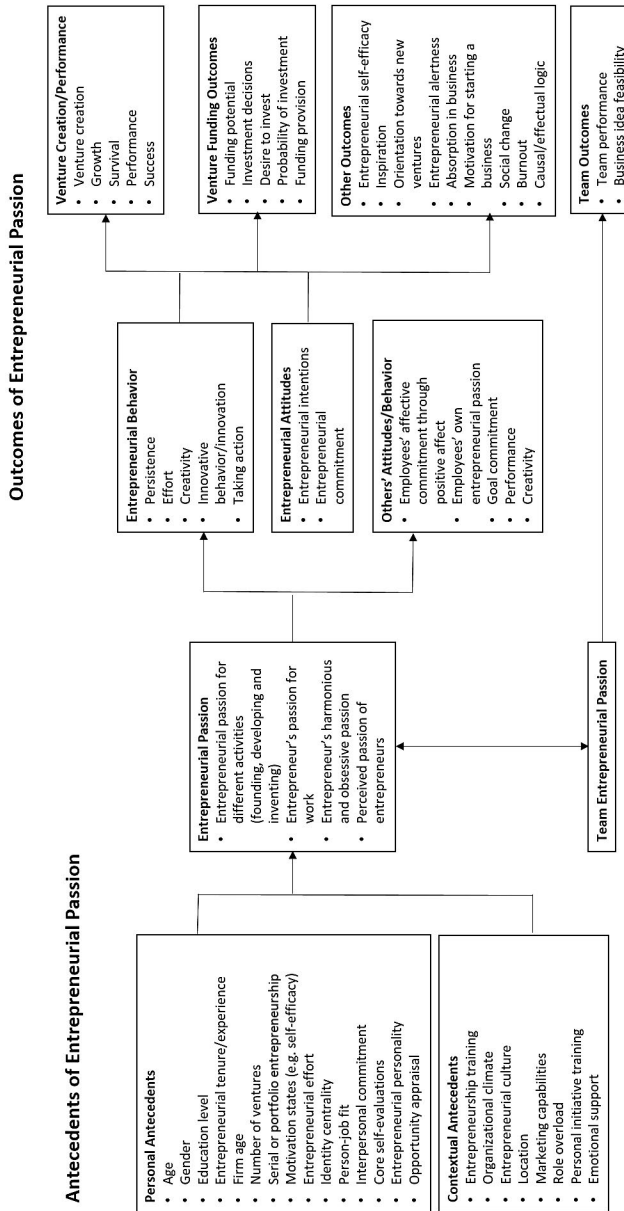 Antecedents of Entrepreneurial Passion
Outcomes of Entrepreneurial Passion
Personal Antecedents
• Age
• Gender
• Education level
• Entrepreneurial tenure/experience
• Firm age
• Number of ventures
• Serial or portfolio entrepreneurship
• Motivation states (e.g. self-efficacy)
• Entrepreneurial effort
• Identity centrality
• Person-job fit
• Interpersonal commitment
• Core self-evaluations
• Entrepreneurial personality
• Opportunity appraisal
Contextual Antecedents
• Entrepreneurship training
• Organizational climate
• Entrepreneurial culture
• Location
• Marketing capabilities
• Role overload
• Personal initiative training
• Emotional support
Entrepreneurial Passion
• Entrepreneurial passion for
different activities
(founding, developing and
inventing)
• Entrepreneur's passion for
work
• Entrepreneur's harmonious
and obsessive passion
• Perceived passion of
entrepreneurs
Team Entrepreneurial Passion
Entrepreneurial Behavior
• Persistence
• Effort
• Creativity
• Innovative
behavior/innovation
• Taking action
Entrepreneurial Attitudes
• Entrepreneurial intentions
• Entrepreneurial
commitment
Others' Attitudes/Behavior
• Employees' affective
commitment through
positive affect
• Employees' own
entrepreneurial passion
• Goal commitment
• Performance
• Creativity
Venture Creation/Performance
• Venture creation
• Growth
• Survival
• Performance
• Success
Venture Funding Outcomes
• Funding potential
• Investment decisions
• Desire to invest
• Probability of investment
• Funding provision
Other Outcomes
• Entrepreneurial self-efficacy
• Inspiration
• Orientation towards new
ventures
• Entrepreneurial alertness
• Absorption in business
• Motivation for starting a
business
• Social change
• Burnout
• Causal/effectual logic
Team Outcomes
• Team performance
• Business idea feasibility